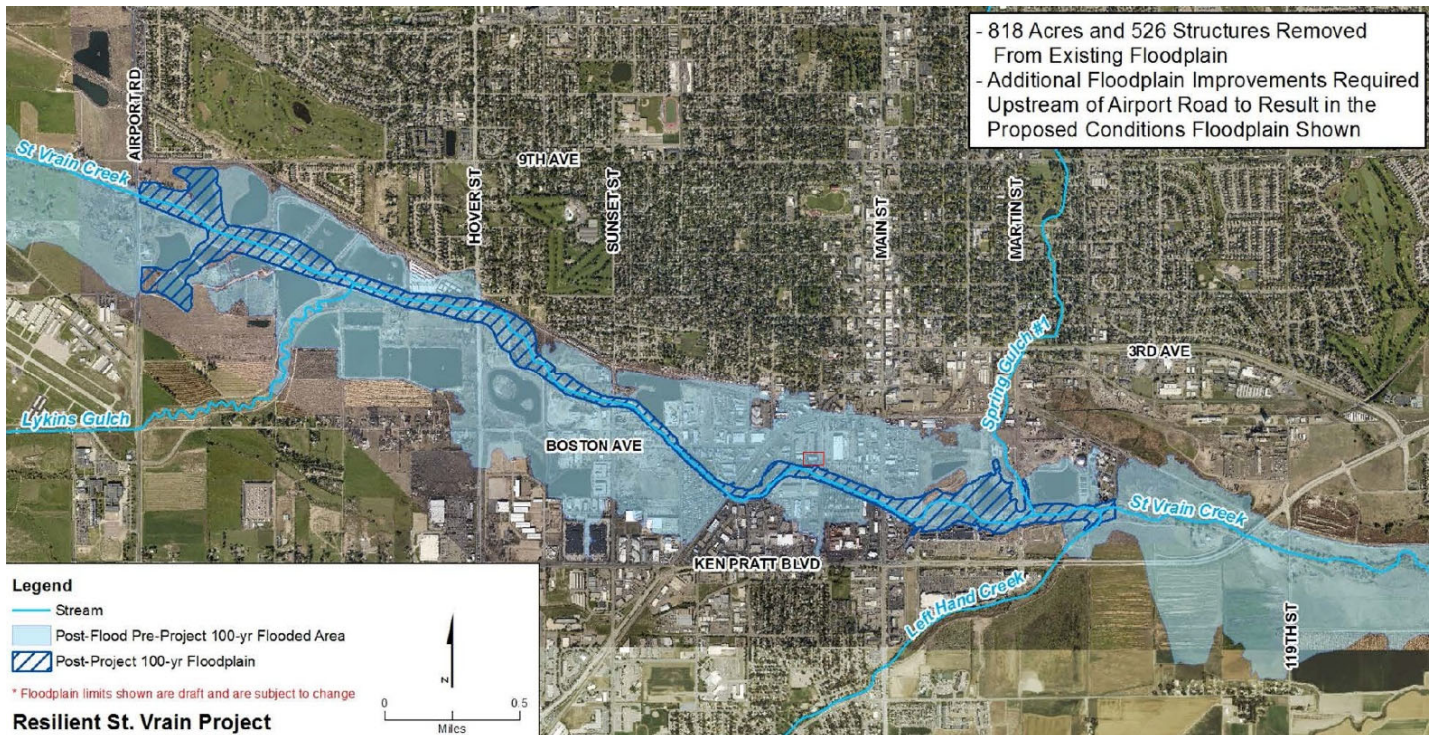 - 818 Acres and 526 Structures Removed
From Existing Floodplain
- Additional Floodplain Improvements Required
Upstream of Airport Road to Result in the
Proposed Conditions Floodplain Shown
AIRPORT RD
St Vrain Creek
9TH AVE
HOVER ST
SUNSET ST
MAIN ST
MARTIN ST
Spring Gulch #1
3RD AVE
Lykins Gulch
BOSTON AVE
St Vrain Creek
KEN PRATT BLVD
Left Hand Creek
119TH ST
Legend
Stream
Post-Flood Pre-Project 100-yr Flooded Area
Post-Project 100-yr Floodplain
* Floodplain limits shown are draft and are subject to change
Resilient St. Vrain Project
N
0 0.5
Miles